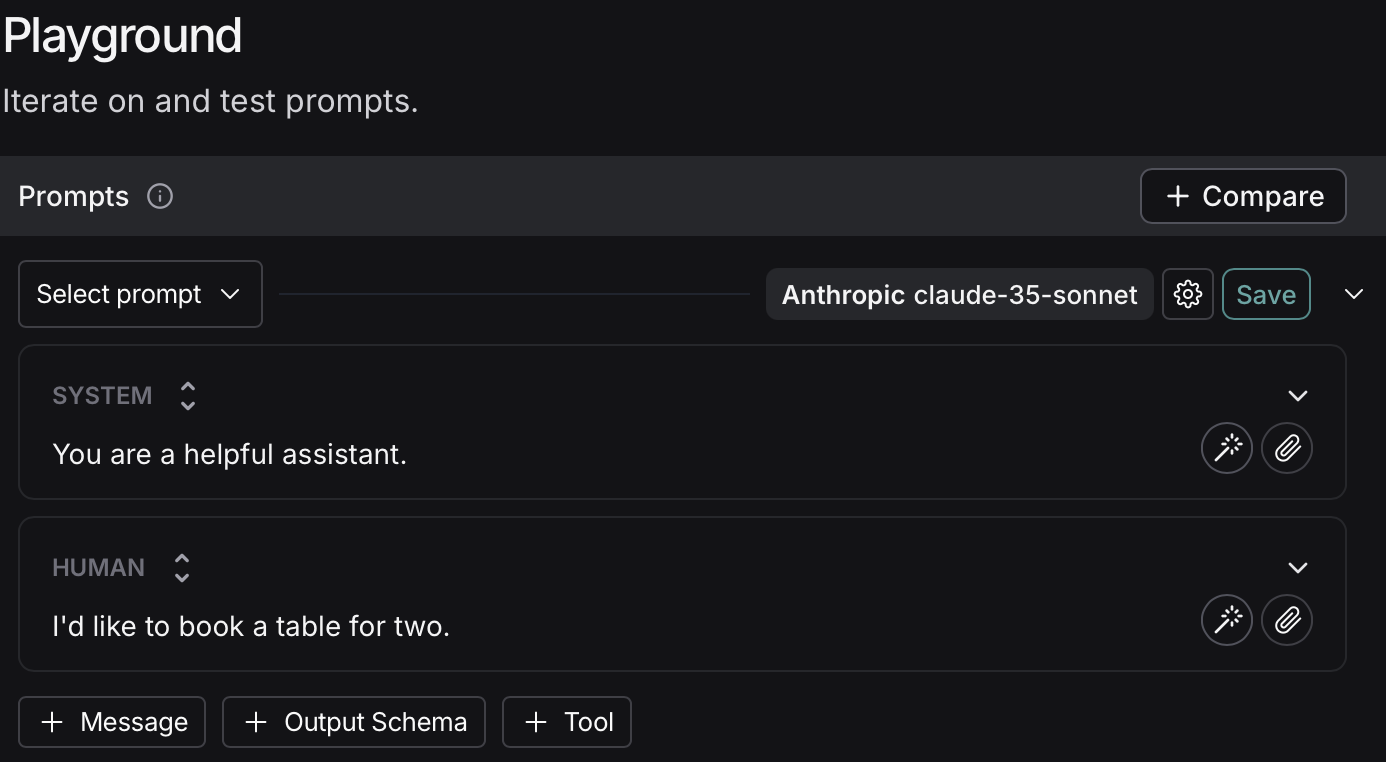 Playground
Iterate on and test prompts.
Prompts
Compare
Select prompt
Anthropic claude-35-sonnet
Save
SYSTEM
You are a helpful assistant.
HUMAN
I'd like to book a table for two.
+ Message
+ Output Schema
+ Tool